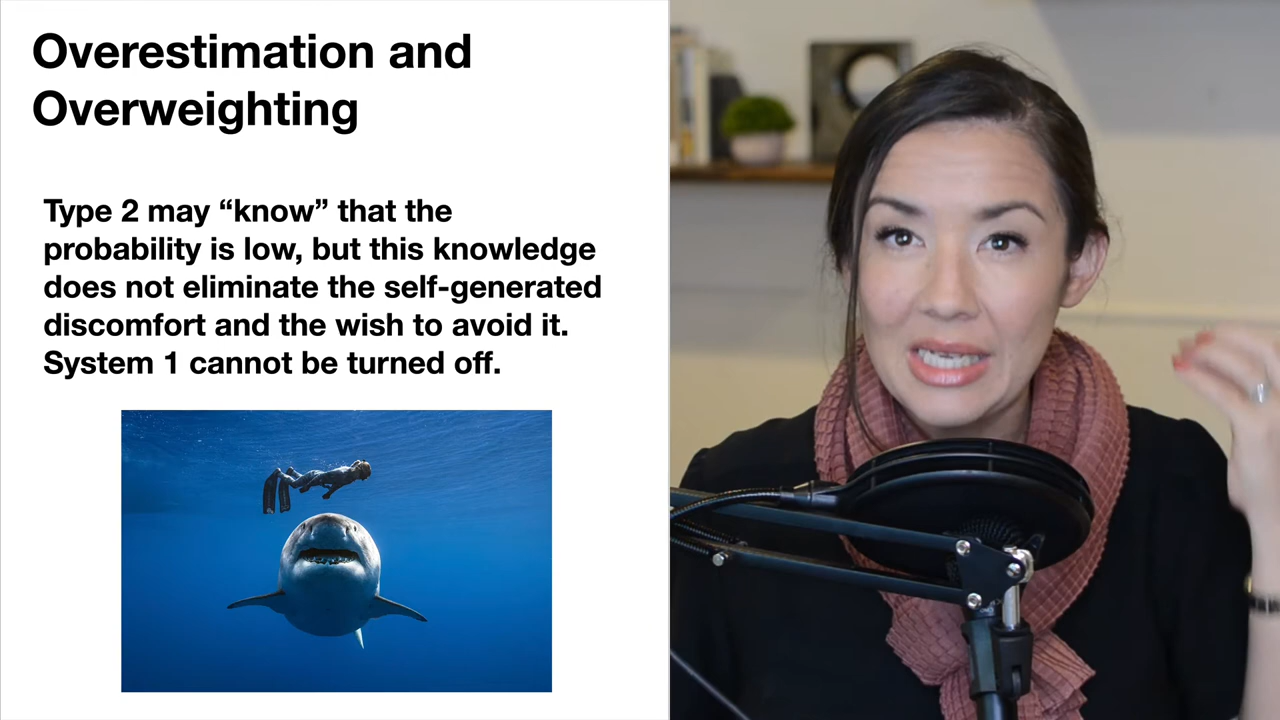 Overestimation and
Overweighting
Type 2 may “know” that the
probability is low, but this knowledge
does not eliminate the self-generated
discomfort and the wish to avoid it.
System 1 cannot be turned off.